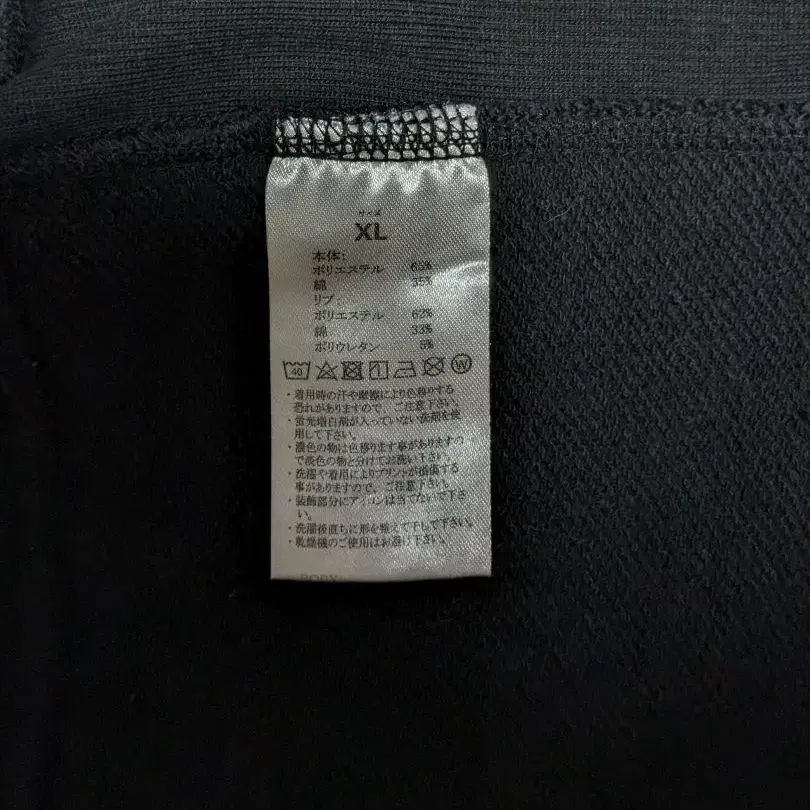 サイズ
XL
本体:
ポリエステル 65%
綿 35%
リブ:
ポリエステル 62%
綿 33%
ポリウレタン 5%
40 W
・着用時の汗や摩擦により色移りする
恐れがありますので、ご注意下さい。
・蛍光増白剤が入っていない洗剤を使
用して下さい。
・濃色の物は色移ります事がありますの
で淡色の物と分けてお洗い下さい。
・洗濯や着用によりプリントが損傷する
事がありますので、ご注意下さい。
・装飾部分にアイロンは当てないで下さ
い。
・洗濯後直ちに形を整えて干して下さい。
・乾燥機のご使用はお避け下さい。
BODY